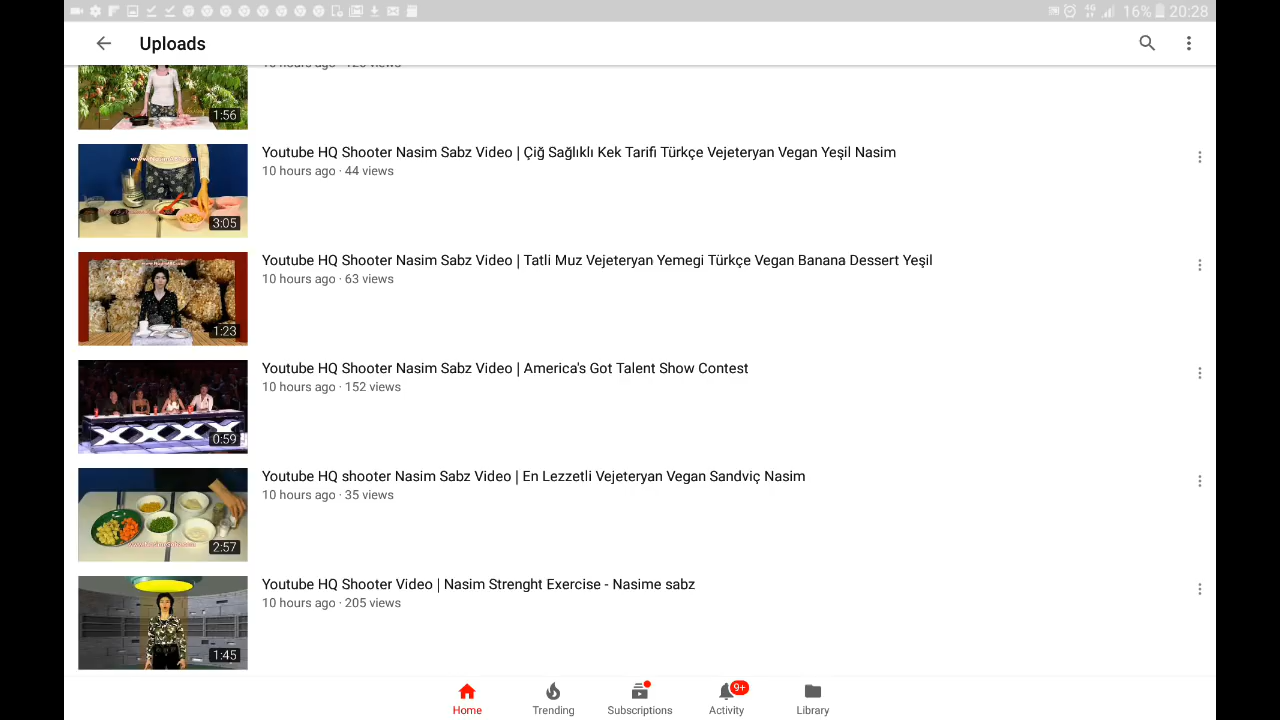 16% 20:28
Uploads
1:56
Youtube HQ Shooter Nasim Sabz Video | Çiğ Sağlıklı Kek Tarifi Türkçe Vejeteryan Vegan Yeşil Nasim
10 hours ago · 44 views
3:05
Youtube HQ Shooter Nasim Sabz Video | Tatli Muz Vejeteryan Yemegi Türkçe Vegan Banana Dessert Yeşil
10 hours ago · 63 views
1:23
Youtube HQ Shooter Nasim Sabz Video | America's Got Talent Show Contest
10 hours ago · 152 views
0:59
Youtube HQ shooter Nasim Sabz Video | En Lezzetli Vejeteryan Vegan Sandviç Nasim
10 hours ago · 35 views
2:57
Youtube HQ Shooter Video | Nasim Strenght Exercise - Nasime sabz
10 hours ago · 205 views
1:45
9+
Home Trending Subscriptions Activity Library